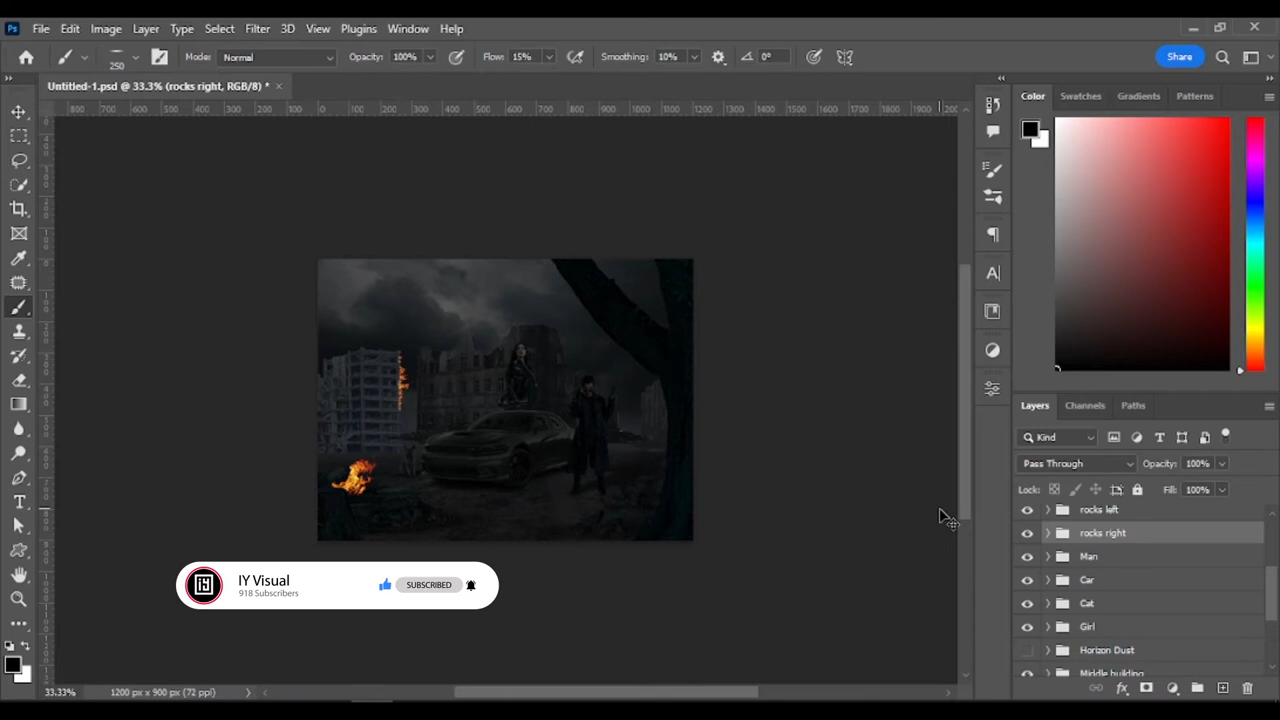 Ps File Edit Image Layer Type Select Filter 3D View Plugins Window Help
250 Mode: Normal Opacity: 100% Flow: 15% Smoothing: 10% 0° Share
Untitled-1.psd @ 33.3% (rocks right, RGB/8) * ×
Color Swatches Gradients Patterns
Layers Channels Paths
Kind
Pass Through Opacity: 100%
Lock: Fill: 100%
rocks left
rocks right
Man
Car
Cat
Girl
Horizon Dust
Middle building
IY Visual
918 Subscribers
SUBSCRIBED
33.33% 1200 px x 900 px (72 ppi)